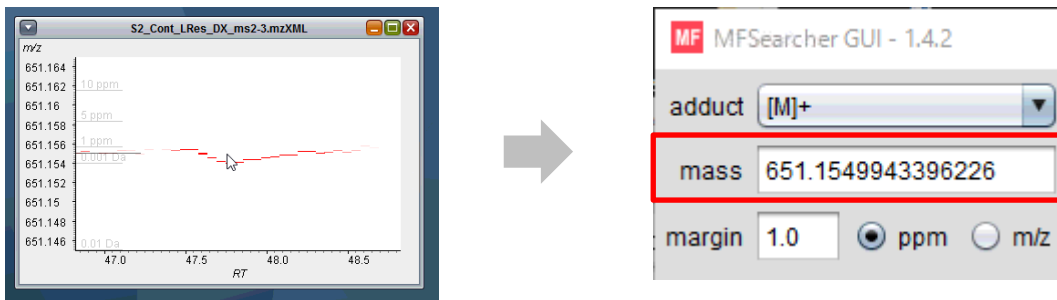 S2_Cont_LRes_DX_ms2-3.mzXML
m/z
651.164
651.162
651.16
651.158
651.156
651.154
651.152
651.15
651.148
651.146
10 ppm
5 ppm
1 ppm
0.001 Da
0.01 Da
47.0 47.5 48.0 48.5
RT
MF MFSearcher GUI - 1.4.2
adduct [M]+
mass 651.1549943396226
margin 1.0 ppm m/z